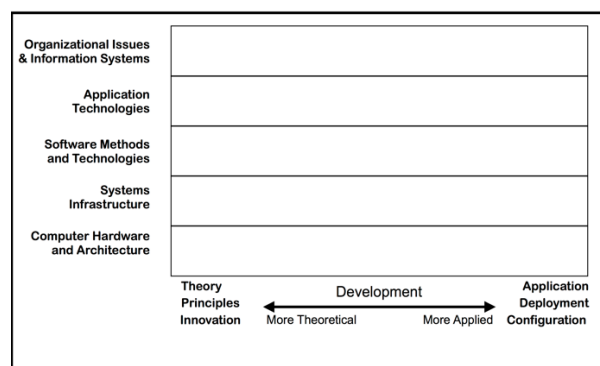 Organizational Issues
& Information Systems
Application
Technologies
Software Methods
and Technologies
Systems
Infrastructure
Computer Hardware
and Architecture
Theory
Principles
Innovation
Development
More Theoretical
More Applied
Application
Deployment
Configuration